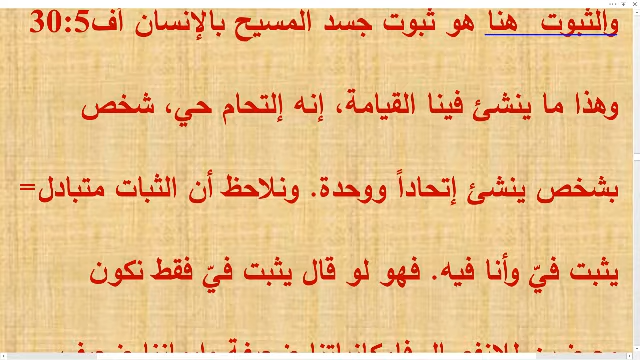 والثبوت هنا هو ثبوت جسد المسيح بالإنسان أف30:5
وهذا ما ينشئ فينا القيامة، إنه إلتحام حي، شخص
بشخص ينشئ إتحاداً ووحدة. ونلاحظ أن الثبات متبادل=
يثبت فيّ وأنا فيه. فهو لو قال يثبت فيّ فقط نكون